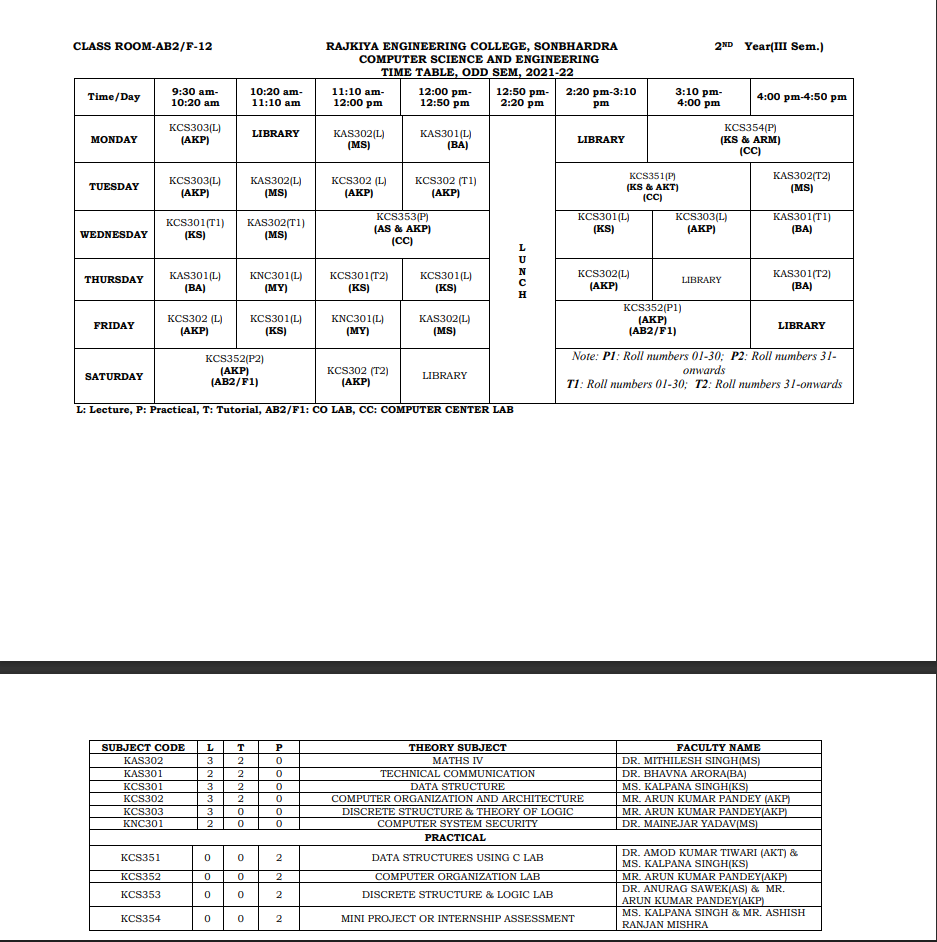 CLASS ROOM-AB2/F-12 RAJKIYA ENGINEERING COLLEGE, SONBHARDRA 2ND Year(III Sem.)
COMPUTER SCIENCE AND ENGINEERING
TIME TABLE, ODD SEM, 2021-22
Time/Day 9:30 am-10:20 am 10:20 am-11:10 am 11:10 am-12:00 pm 12:00 pm-12:50 pm 12:50 pm-2:20 pm 2:20 pm-3:10 pm 3:10 pm-4:00 pm 4:00 pm-4:50 pm
MONDAY KCS303(L) (AKP) LIBRARY KAS302(L) (MS) KAS301(L) (BA) LUNCH LIBRARY KCS354(P) (KS & ARM) (CC)
TUESDAY KCS303(L) (AKP) KAS302(L) (MS) KCS302 (L) (AKP) KCS302 (T1) (AKP) KCS351(P) (KS & AKT) (CC) KAS302(T2) (MS)
WEDNESDAY KCS301(T1) (KS) KAS302(T1) (MS) KCS353(P) (AS & AKP) (CC) KCS301(L) (KS) KCS303(L) (AKP) KAS301(T1) (BA)
THURSDAY KAS301(L) (BA) KNC301(L) (MY) KCS301(T2) (KS) KCS301(L) (KS) KCS302(L) (AKP) LIBRARY KAS301(T2) (BA)
FRIDAY KCS302 (L) (AKP) KCS301(L) (KS) KNC301(L) (MY) KAS302(L) (MS) KCS352(P1) (AKP) (AB2/F1) LIBRARY
SATURDAY KCS352(P2) (AKP) (AB2/F1) KCS302 (T2) (AKP) LIBRARY Note: P1: Roll numbers 01-30; P2: Roll numbers 31-onwards
T1: Roll numbers 01-30; T2: Roll numbers 31-onwards
L: Lecture, P: Practical, T: Tutorial, AB2/F1: CO LAB, CC: COMPUTER CENTER LAB
SUBJECT CODE L T P THEORY SUBJECT FACULTY NAME
KAS302 3 2 0 MATHS IV DR. MITHILESH SINGH(MS)
KAS301 2 2 0 TECHNICAL COMMUNICATION DR. BHAVNA ARORA(BA)
KCS301 3 2 0 DATA STRUCTURE MS. KALPANA SINGH(KS)
KCS302 3 2 0 COMPUTER ORGANIZATION AND ARCHITECTURE MR. ARUN KUMAR PANDEY (AKP)
KCS303 3 0 0 DISCRETE STRUCTURE & THEORY OF LOGIC MR. ARUN KUMAR PANDEY(AKP)
KNC301 2 0 0 COMPUTER SYSTEM SECURITY DR. MAINEJAR YADAV(MS)
PRACTICAL
KCS351 0 0 2 DATA STRUCTURES USING C LAB DR. AMOD KUMAR TIWARI (AKT) & MS. KALPANA SINGH(KS)
KCS352 0 0 2 COMPUTER ORGANIZATION LAB MR. ARUN KUMAR PANDEY(AKP)
KCS353 0 0 2 DISCRETE STRUCTURE & LOGIC LAB DR. ANURAG SAWEK(AS) & MR. ARUN KUMAR PANDEY(AKP)
KCS354 0 0 2 MINI PROJECT OR INTERNSHIP ASSESSMENT MS. KALPANA SINGH & MR. ASHISH RANJAN MISHRA